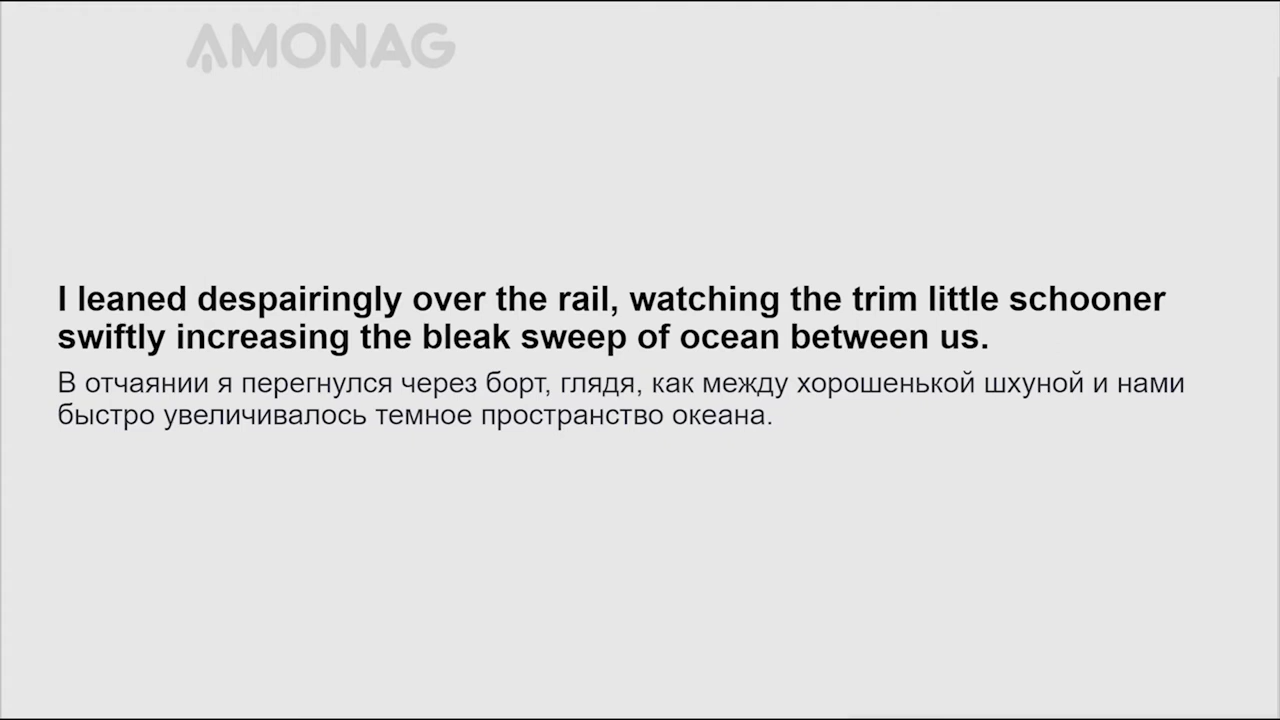 AMONAG
I leaned despairingly over the rail, watching the trim little schooner
swiftly increasing the bleak sweep of ocean between us.
В отчаянии я перегнулся через борт, глядя, как между хорошенькой шхуной и нами
быстро увеличивалось темное пространство океана.